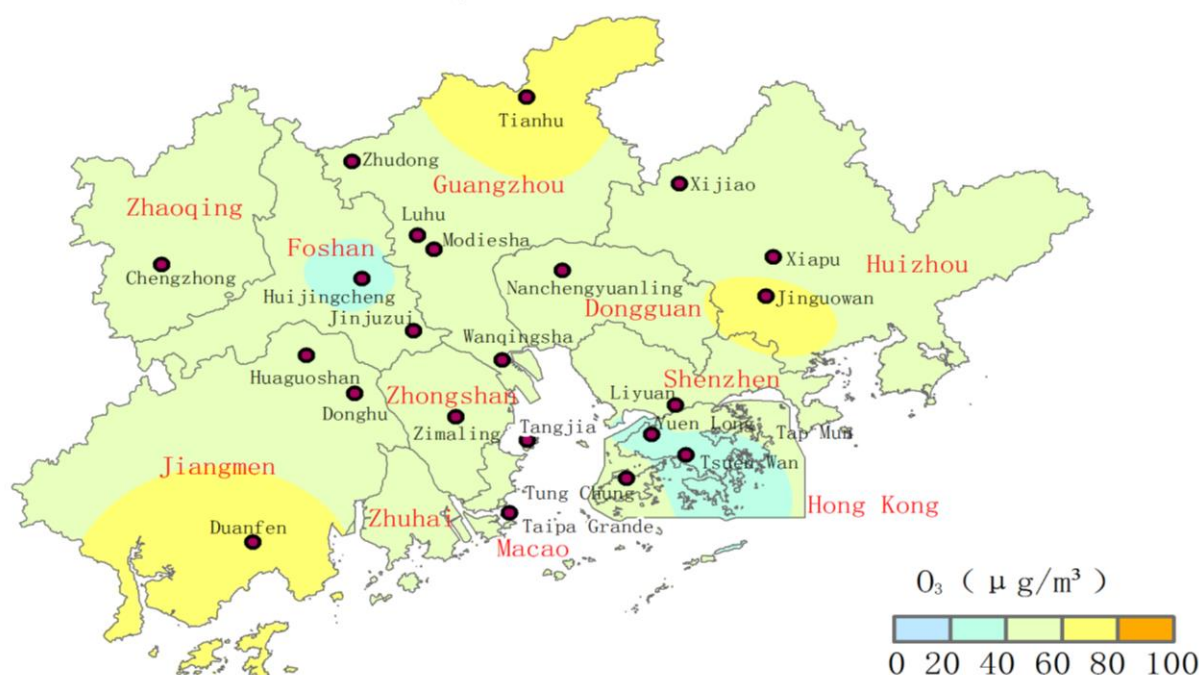 Tianhu
Zhudong
Guangzhou
Xijiao
Zhaoqing
Luhu
Foshan
Modiesha
Xiapu
Huizhou
Chengzhong
Nanchengyuanling
Huijingcheng
Jinguowan
Dongguan
Jinjuzui
Wanqingsha
Huaguoshan
Shenzhen
Zhongshan
Liyuan
Donghu
Zimaling
Tangjia
Yuen Long
Tap Mun
Jiangmen
Tsuen Wan
Tung Chung
Hong Kong
Duanfen
Zhuhai
Taipa Grande
Macao
O₃ ( μg/m³ )
0 20 40 60 80 100